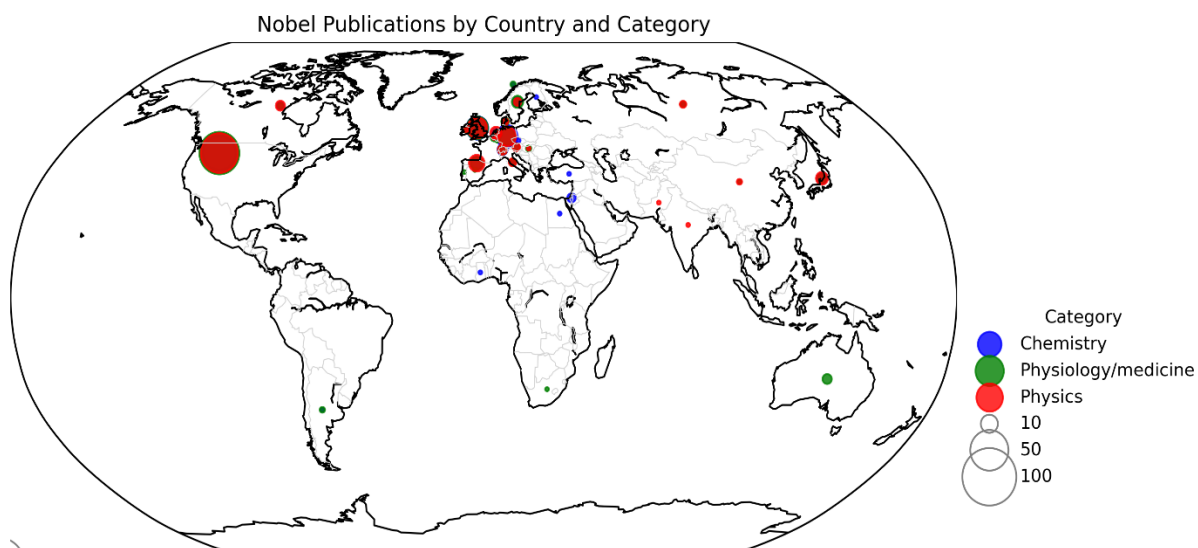 Nobel Publications by Country and Category
Category
Chemistry
Physiology/medicine
Physics
10
50
100